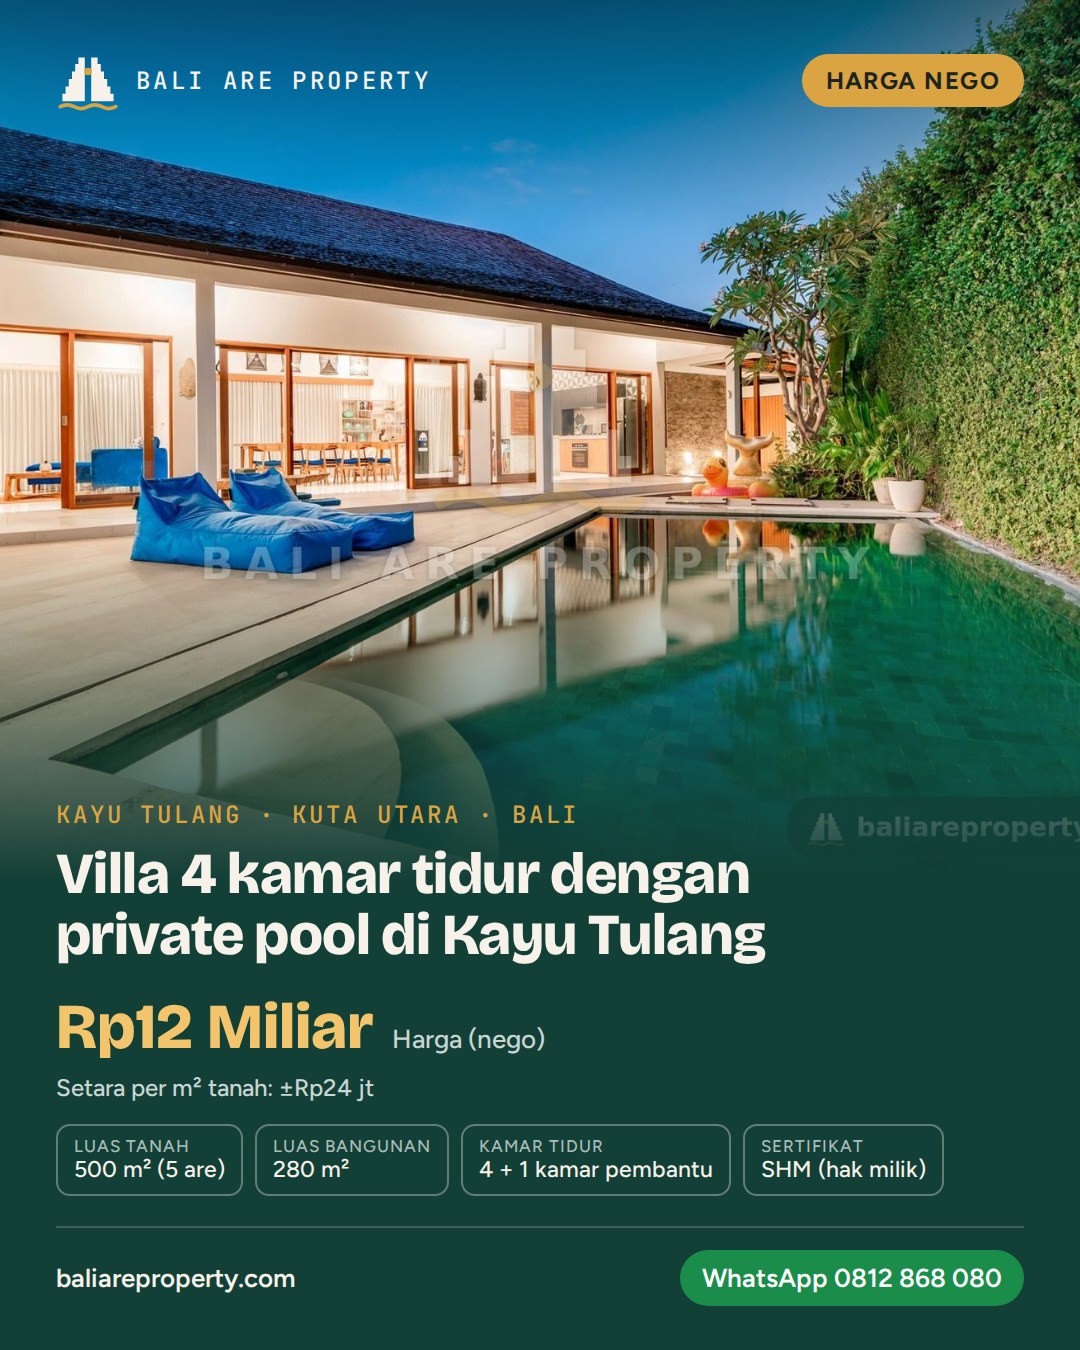 BALI ARE PROPERTY
HARGA NEGO
BALI ARE PROPERTY
KAYU TULANG · KUTA UTARA · BALI
baliareproperty
Villa 4 kamar tidur dengan
private pool di Kayu Tulang
Rp12 Miliar Harga (nego)
Setara per m² tanah: ±Rp24 jt
LUAS TANAH
500 m² (5 are)
LUAS BANGUNAN
280 m²
KAMAR TIDUR
4 + 1 kamar pembantu
SERTIFIKAT
SHM (hak milik)
baliareproperty.com
WhatsApp 0812 868 080